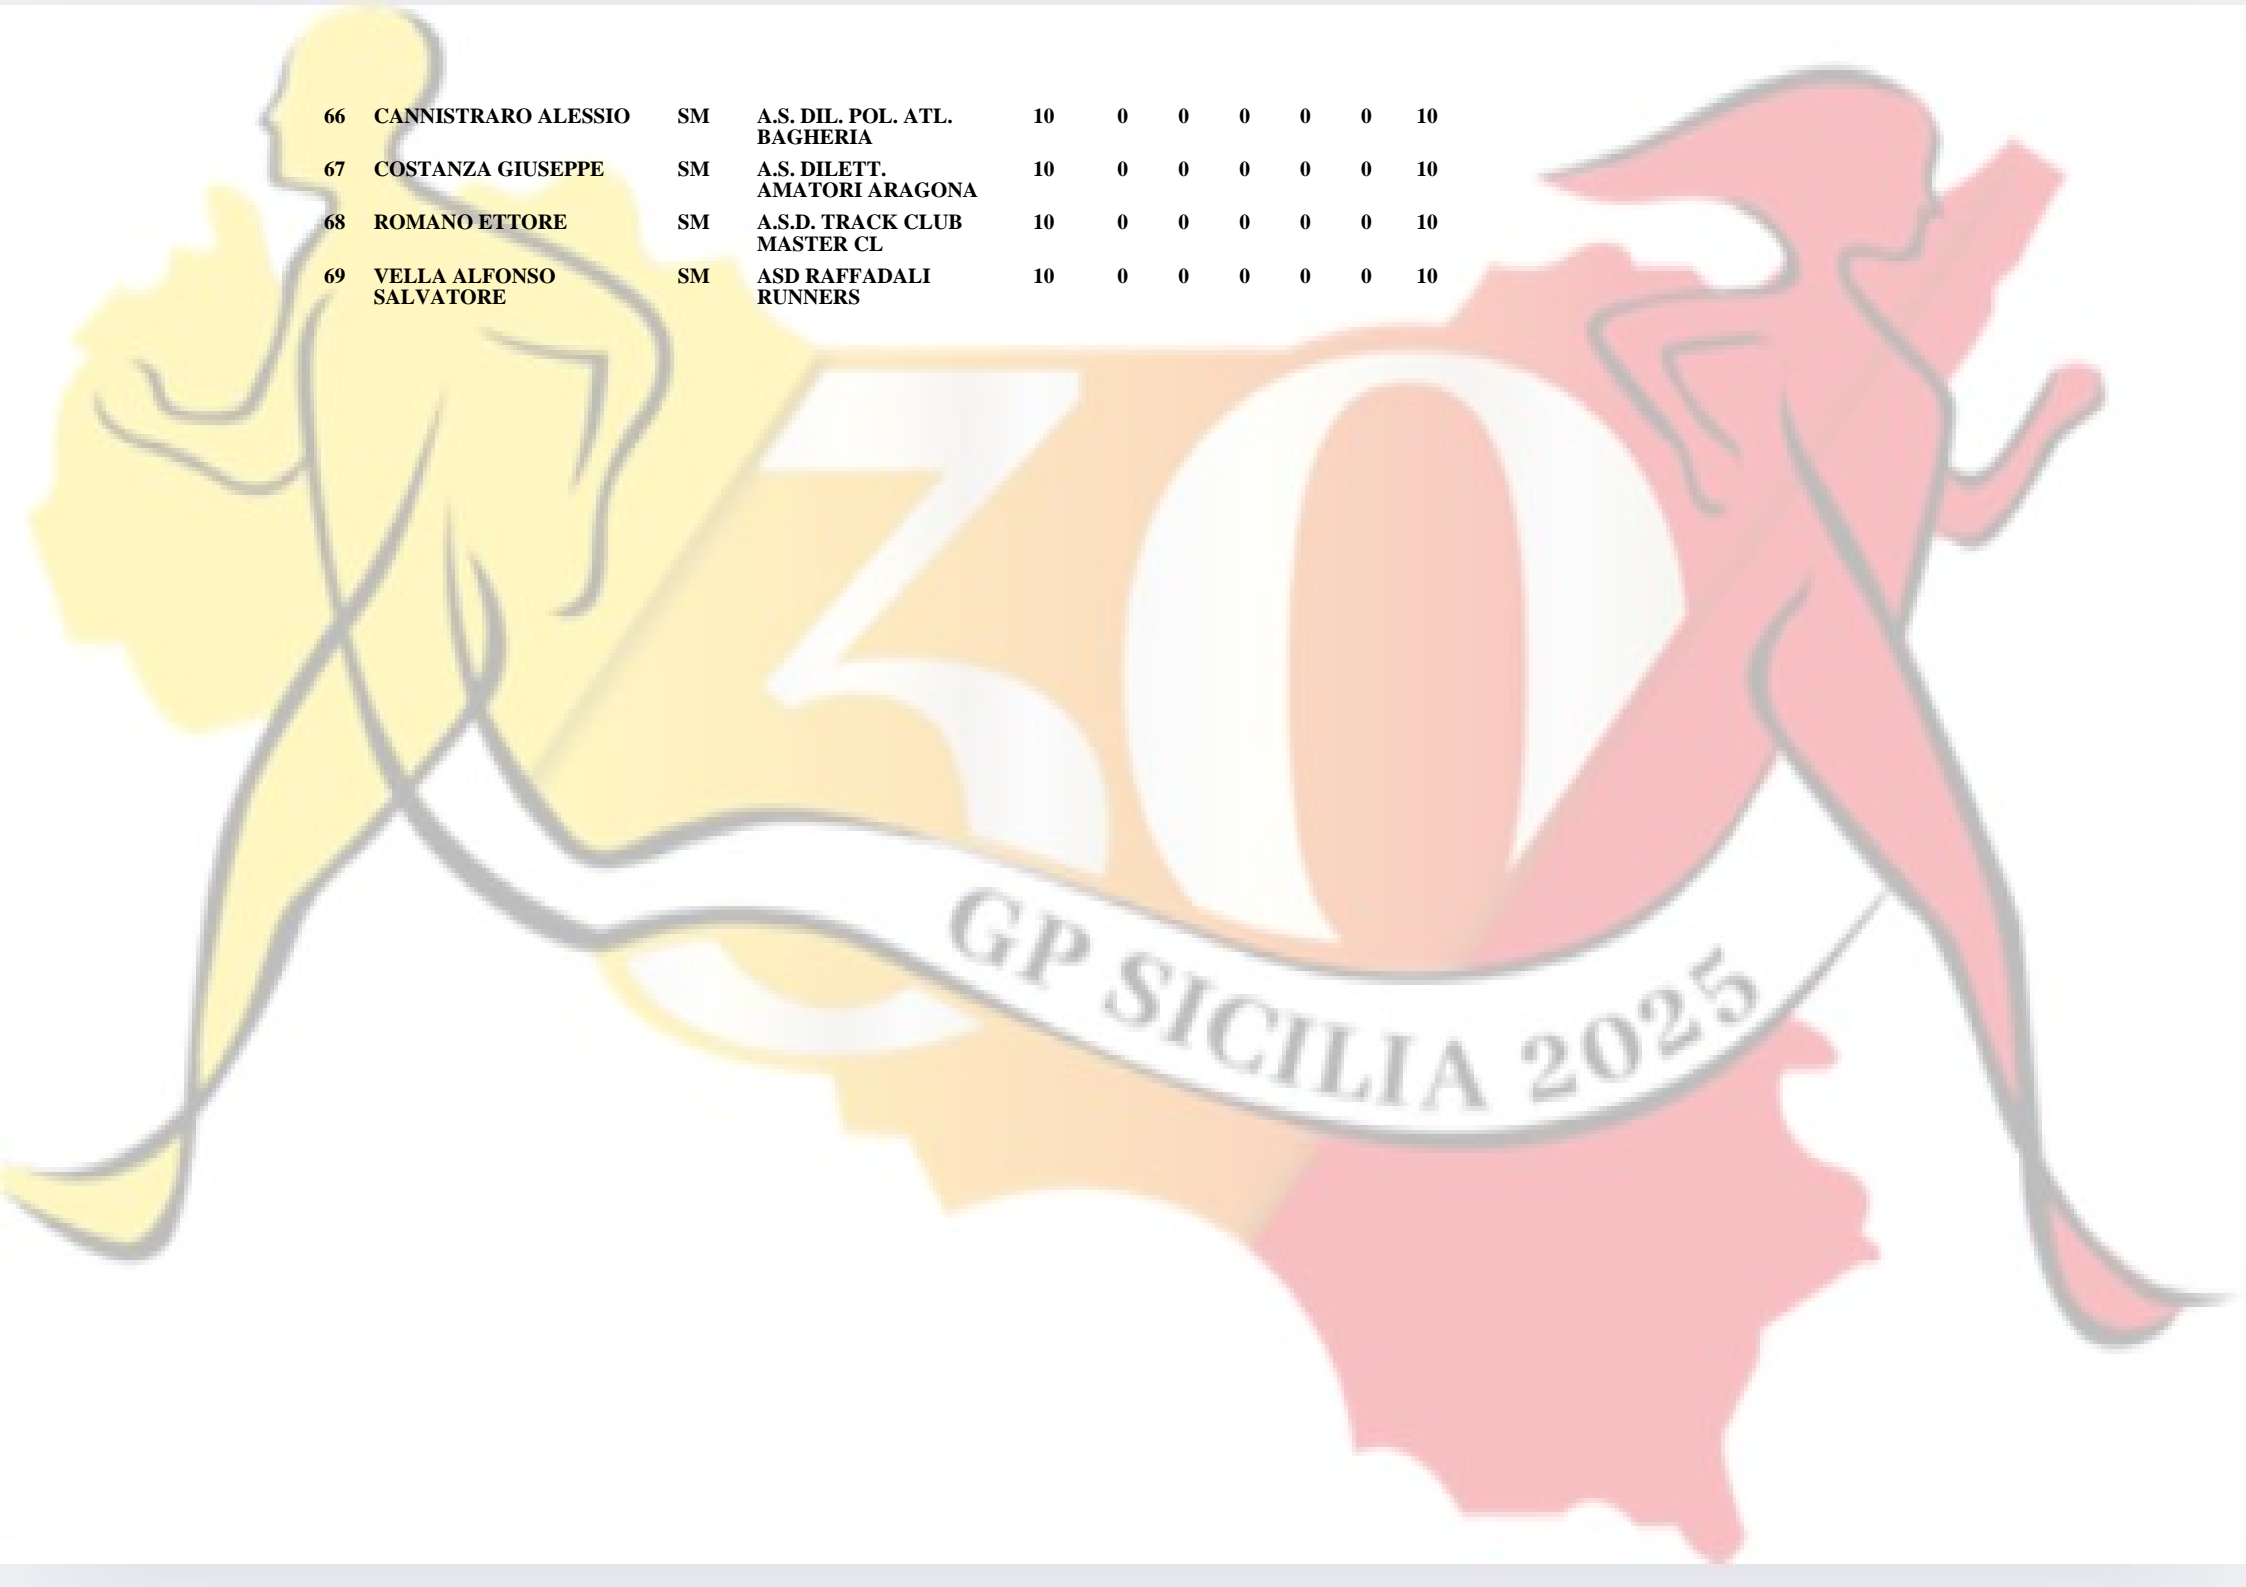 66 CANNISTRARO ALESSIO SM A.S. DIL. POL. ATL. 10 0 0 0 0 0 10
BAGHERIA
67 COSTANZA GIUSEPPE SM A.S. DILETT. 10 0 0 0 0 0 10
AMATORI ARAGONA
68 ROMANO ETTORE SM A.S.D. TRACK CLUB 10 0 0 0 0 0 10
MASTER CL
69 VELLA ALFONSO SM ASD RAFFADALI 10 0 0 0 0 0 10
SALVATORE RUNNERS
30
GP SICILIA 2025